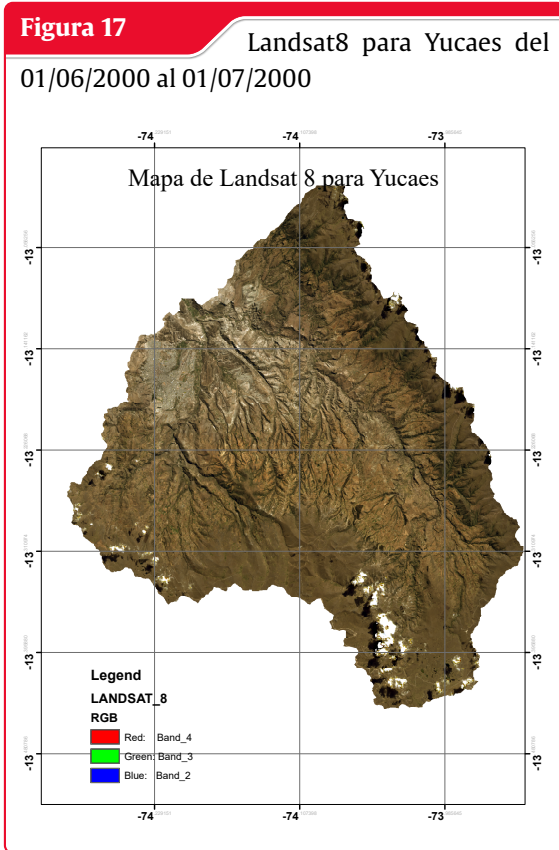 Figura 17
Landsat8 para Yucaes del
01/06/2000 al 01/07/2000
-74 -74 -73
Mapa de Landsat 8 para Yucaes
-13 -13
-13 -13
-13 -13
-13 -13
-13 -13
-13 -13
Legend
LANDSAT_8
RGB
Red: Band_4
Green: Band_3
Blue: Band_2
-74 -74 -73